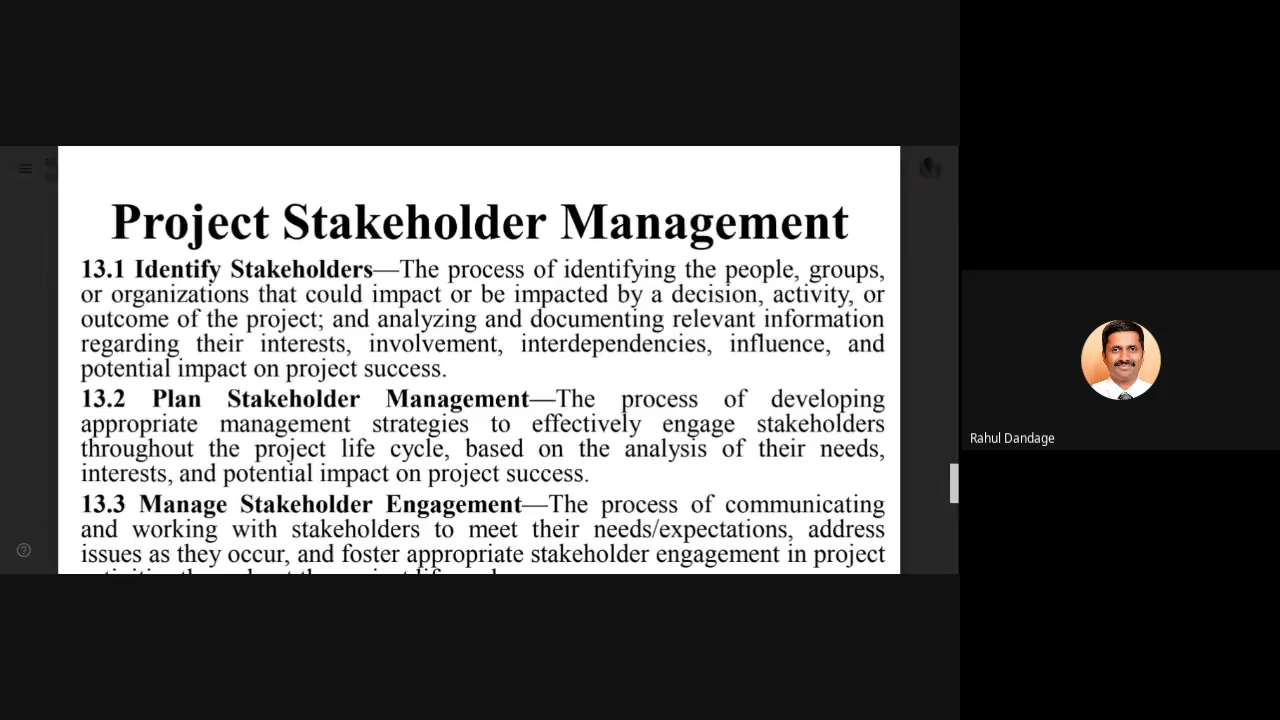 Project Stakeholder Management
13.1 Identify Stakeholders—The process of identifying the people, groups,
or organizations that could impact or be impacted by a decision, activity, or
outcome of the project; and analyzing and documenting relevant information
regarding their interests, involvement, interdependencies, influence, and
potential impact on project success.
13.2 Plan Stakeholder Management—The process of developing
appropriate management strategies to effectively engage stakeholders
throughout the project life cycle, based on the analysis of their needs,
interests, and potential impact on project success.
13.3 Manage Stakeholder Engagement—The process of communicating
and working with stakeholders to meet their needs/expectations, address
issues as they occur, and foster appropriate stakeholder engagement in project
Rahul Dandage